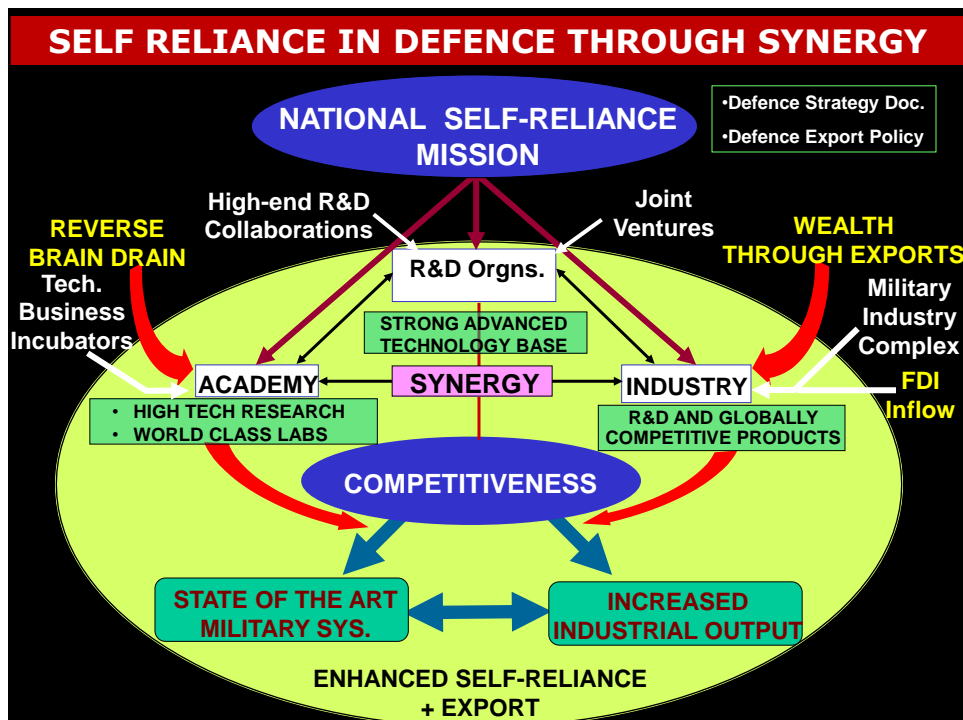 SELF RELIANCE IN DEFENCE THROUGH SYNERGY
NATIONAL SELF-RELIANCE
MISSION
•Defence Strategy Doc.
•Defence Export Policy
High-end R&D
Collaborations
Joint
Ventures
REVERSE
BRAIN DRAIN
WEALTH
THROUGH EXPORTS
Tech.
Business
Incubators
R&D Orgns.
Military
Industry
Complex
STRONG ADVANCED
TECHNOLOGY BASE
ACADEMY
SYNERGY
INDUSTRY
FDI
Inflow
• HIGH TECH RESEARCH
• WORLD CLASS LABS
R&D AND GLOBALLY
COMPETITIVE PRODUCTS
COMPETITIVENESS
STATE OF THE ART
MILITARY SYS.
INCREASED
INDUSTRIAL OUTPUT
ENHANCED SELF-RELIANCE
+ EXPORT